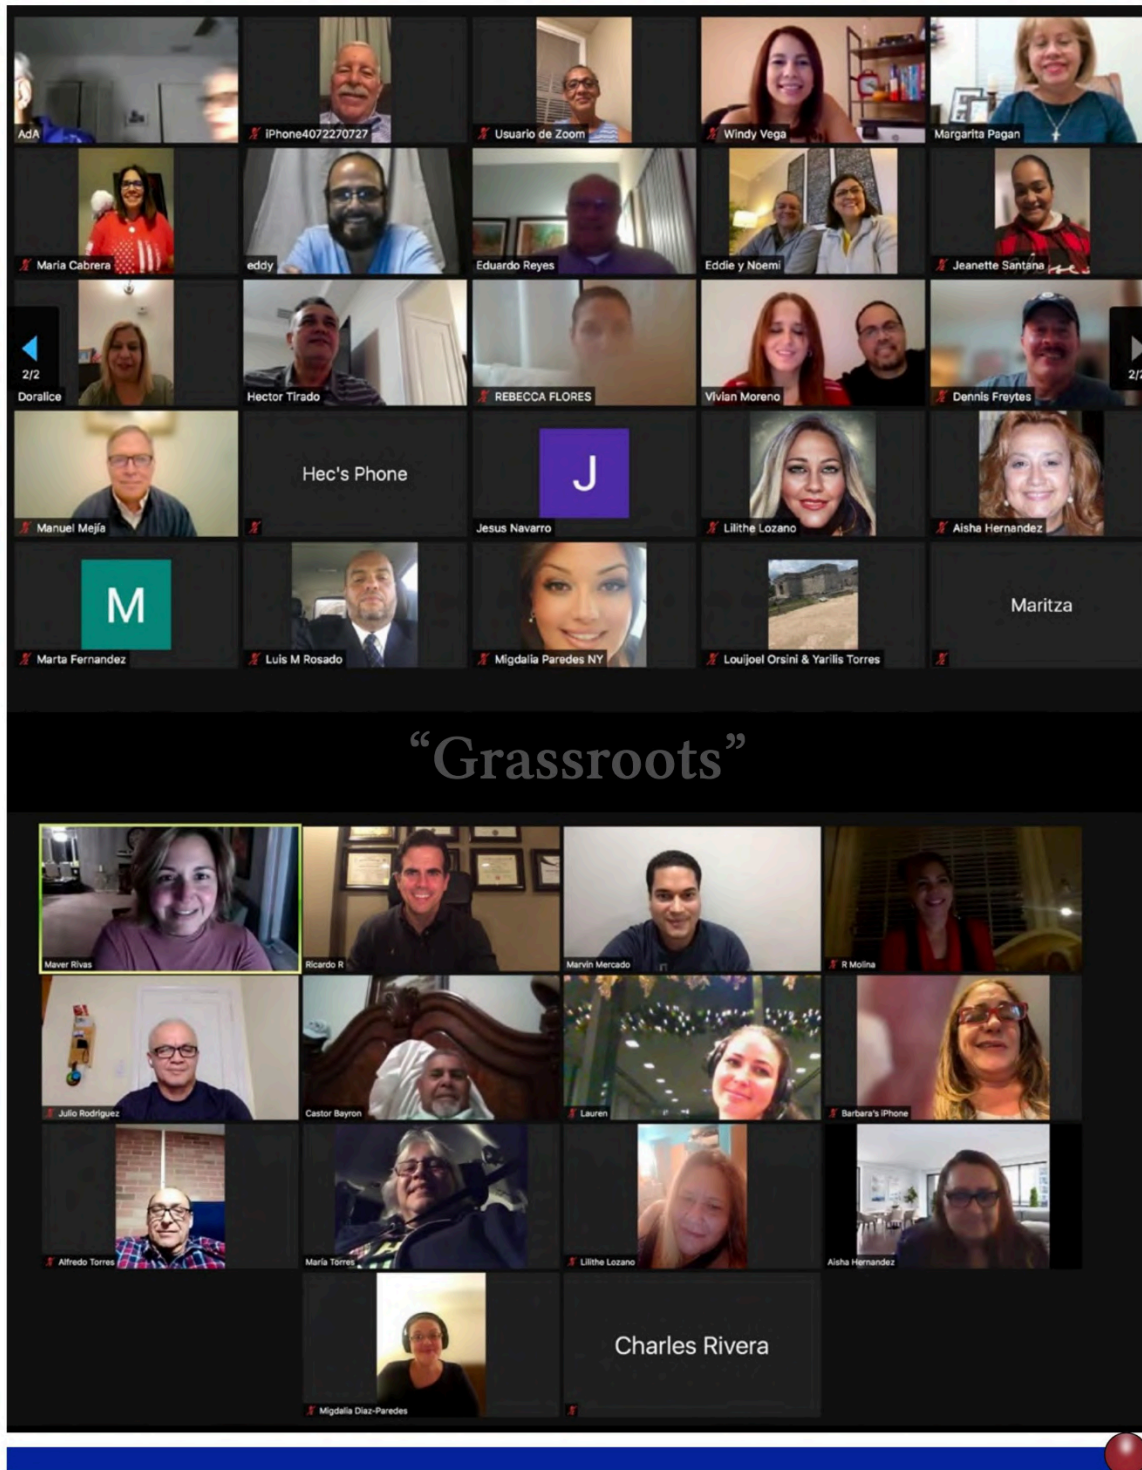 AdA
iPhone4072270727
Usuario de Zoom
Windy Vega
Margarita Pagan
Maria Cabrera
eddy
Eduardo Reyes
Eddie y Noemi
Jeanette Santana
2/2
Doralice
Hector Tirado
REBECCA FLORES
Vivian Moreno
Dennis Freytes
2/2
Manuel Mejía
Hec's Phone
J
Jesus Navarro
Lilithe Lozano
Aisha Hernandez
M
Marta Fernandez
Luis M Rosado
Migdalia Paredes NY
Louijoel Orsini & Yarilis Torres
Maritza
“Grassroots”
Maver Rivas
Ricardo R
Marvin Mercado
R Molina
Julio Rodriguez
Castor Bayron
Lauren
Barbara's iPhone
Alfredo Torres
María Torres
Lilithe Lozano
Aisha Hernandez
Migdalia Diaz-Paredes
Charles Rivera